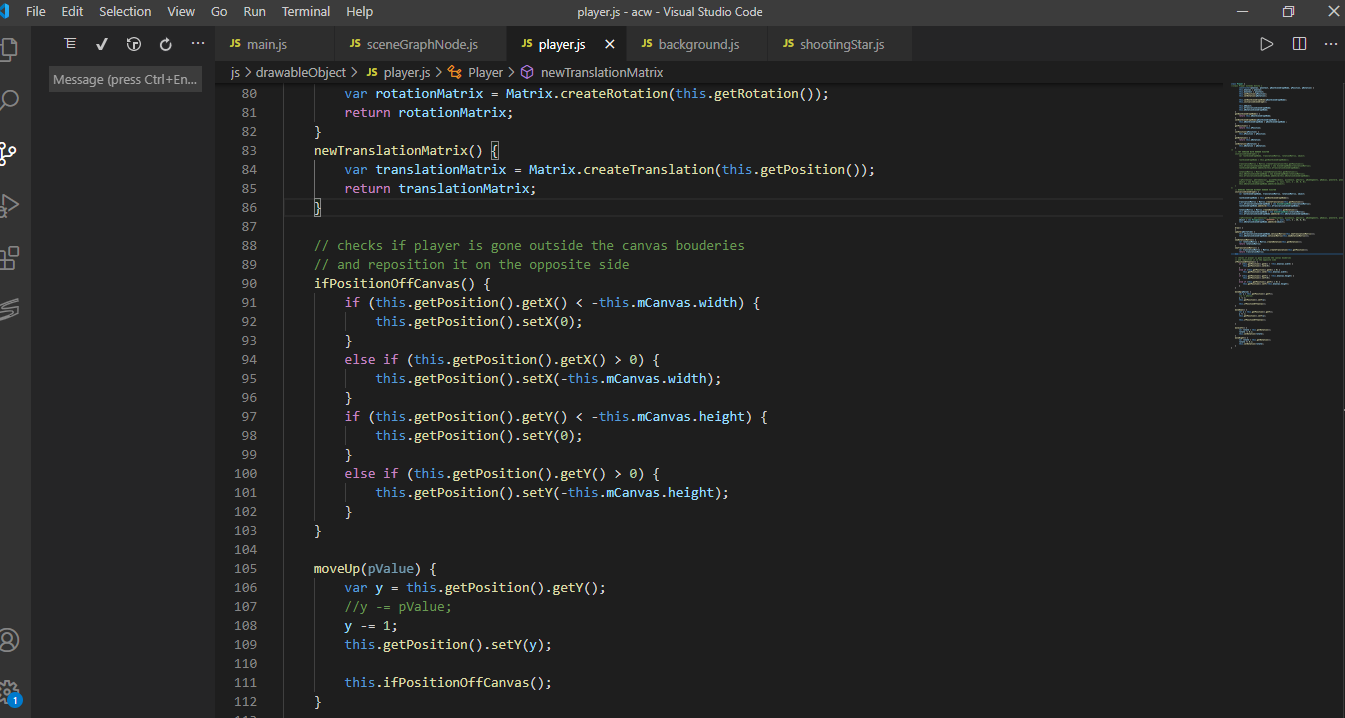 File Edit Selection View Go Run Terminal Help player.js - acw - Visual Studio Code
JS main.js JS sceneGraphNode.js JS player.js JS background.js JS shootingStar.js
Message (press Ctrl+En...
js > drawableObject > JS player.js > Player > newTranslationMatrix
80 var rotationMatrix = Matrix.createRotation(this.getRotation());
81 return rotationMatrix;
82 }
83 newTranslationMatrix() {
84 var translationMatrix = Matrix.createTranslation(this.getPosition());
85 return translationMatrix;
86 }
87
88 // checks if player is gone outside the canvas bouderies
89 // and reposition it on the opposite side
90 ifPositionOffCanvas() {
91 if (this.getPosition().getX() < -this.mCanvas.width) {
92 this.getPosition().setX(0);
93 }
94 else if (this.getPosition().getX() > 0) {
95 this.getPosition().setX(-this.mCanvas.width);
96 }
97 if (this.getPosition().getY() < -this.mCanvas.height) {
98 this.getPosition().setY(0);
99 }
100 else if (this.getPosition().getY() > 0) {
101 this.getPosition().setY(-this.mCanvas.height);
102 }
103 }
104
105 moveUp(pValue) {
106 var y = this.getPosition().getY();
107 //y -= pValue;
108 y -= 1;
109 this.getPosition().setY(y);
110
111 this.ifPositionOffCanvas();
112 }
1